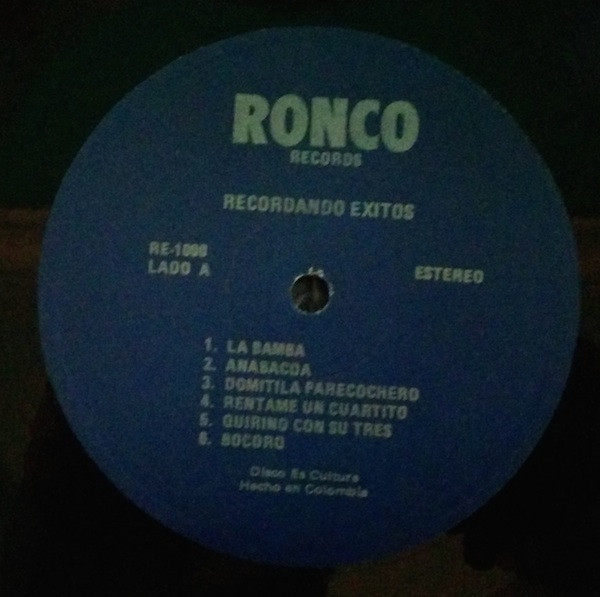 RONCO
RECORDS
RECORDANDO EXITOS
RE-1000
LADO A
ESTEREO
1. LA BAMBA
2. ANABACOA
3. DOMITILA PARECOCHERO
4. RENTAME UN CUARTITO
5. QUIRINO CON SU TRES
6. BOCORO
Disco Es Cultura
Hecho en Colombia